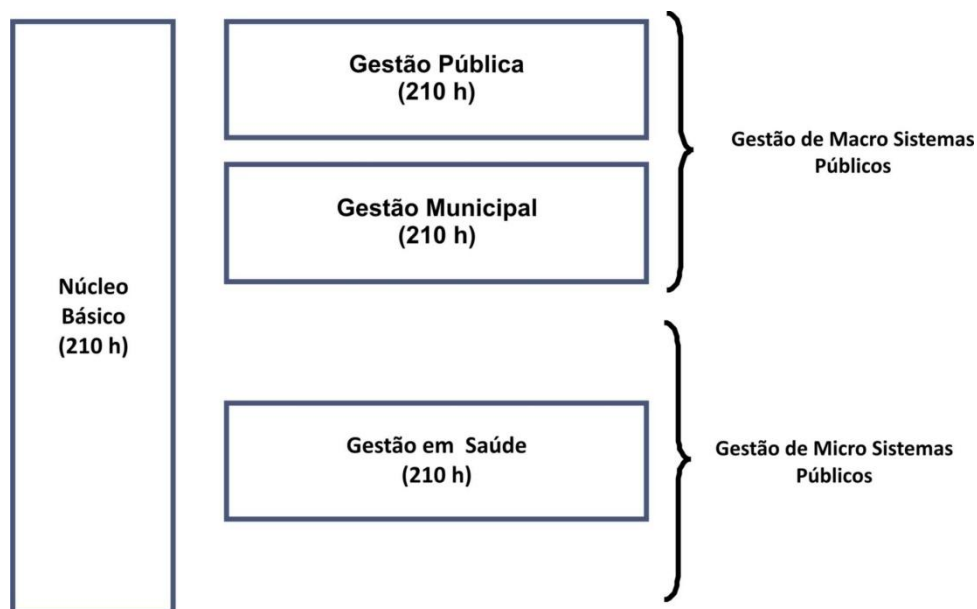 Gestão Pública
(210 h)
Gestão de Macro Sistemas
Públicos
Gestão Municipal
(210 h)
Núcleo
Básico
(210 h)
Gestão em Saúde
(210 h)
Gestão de Micro Sistemas
Públicos